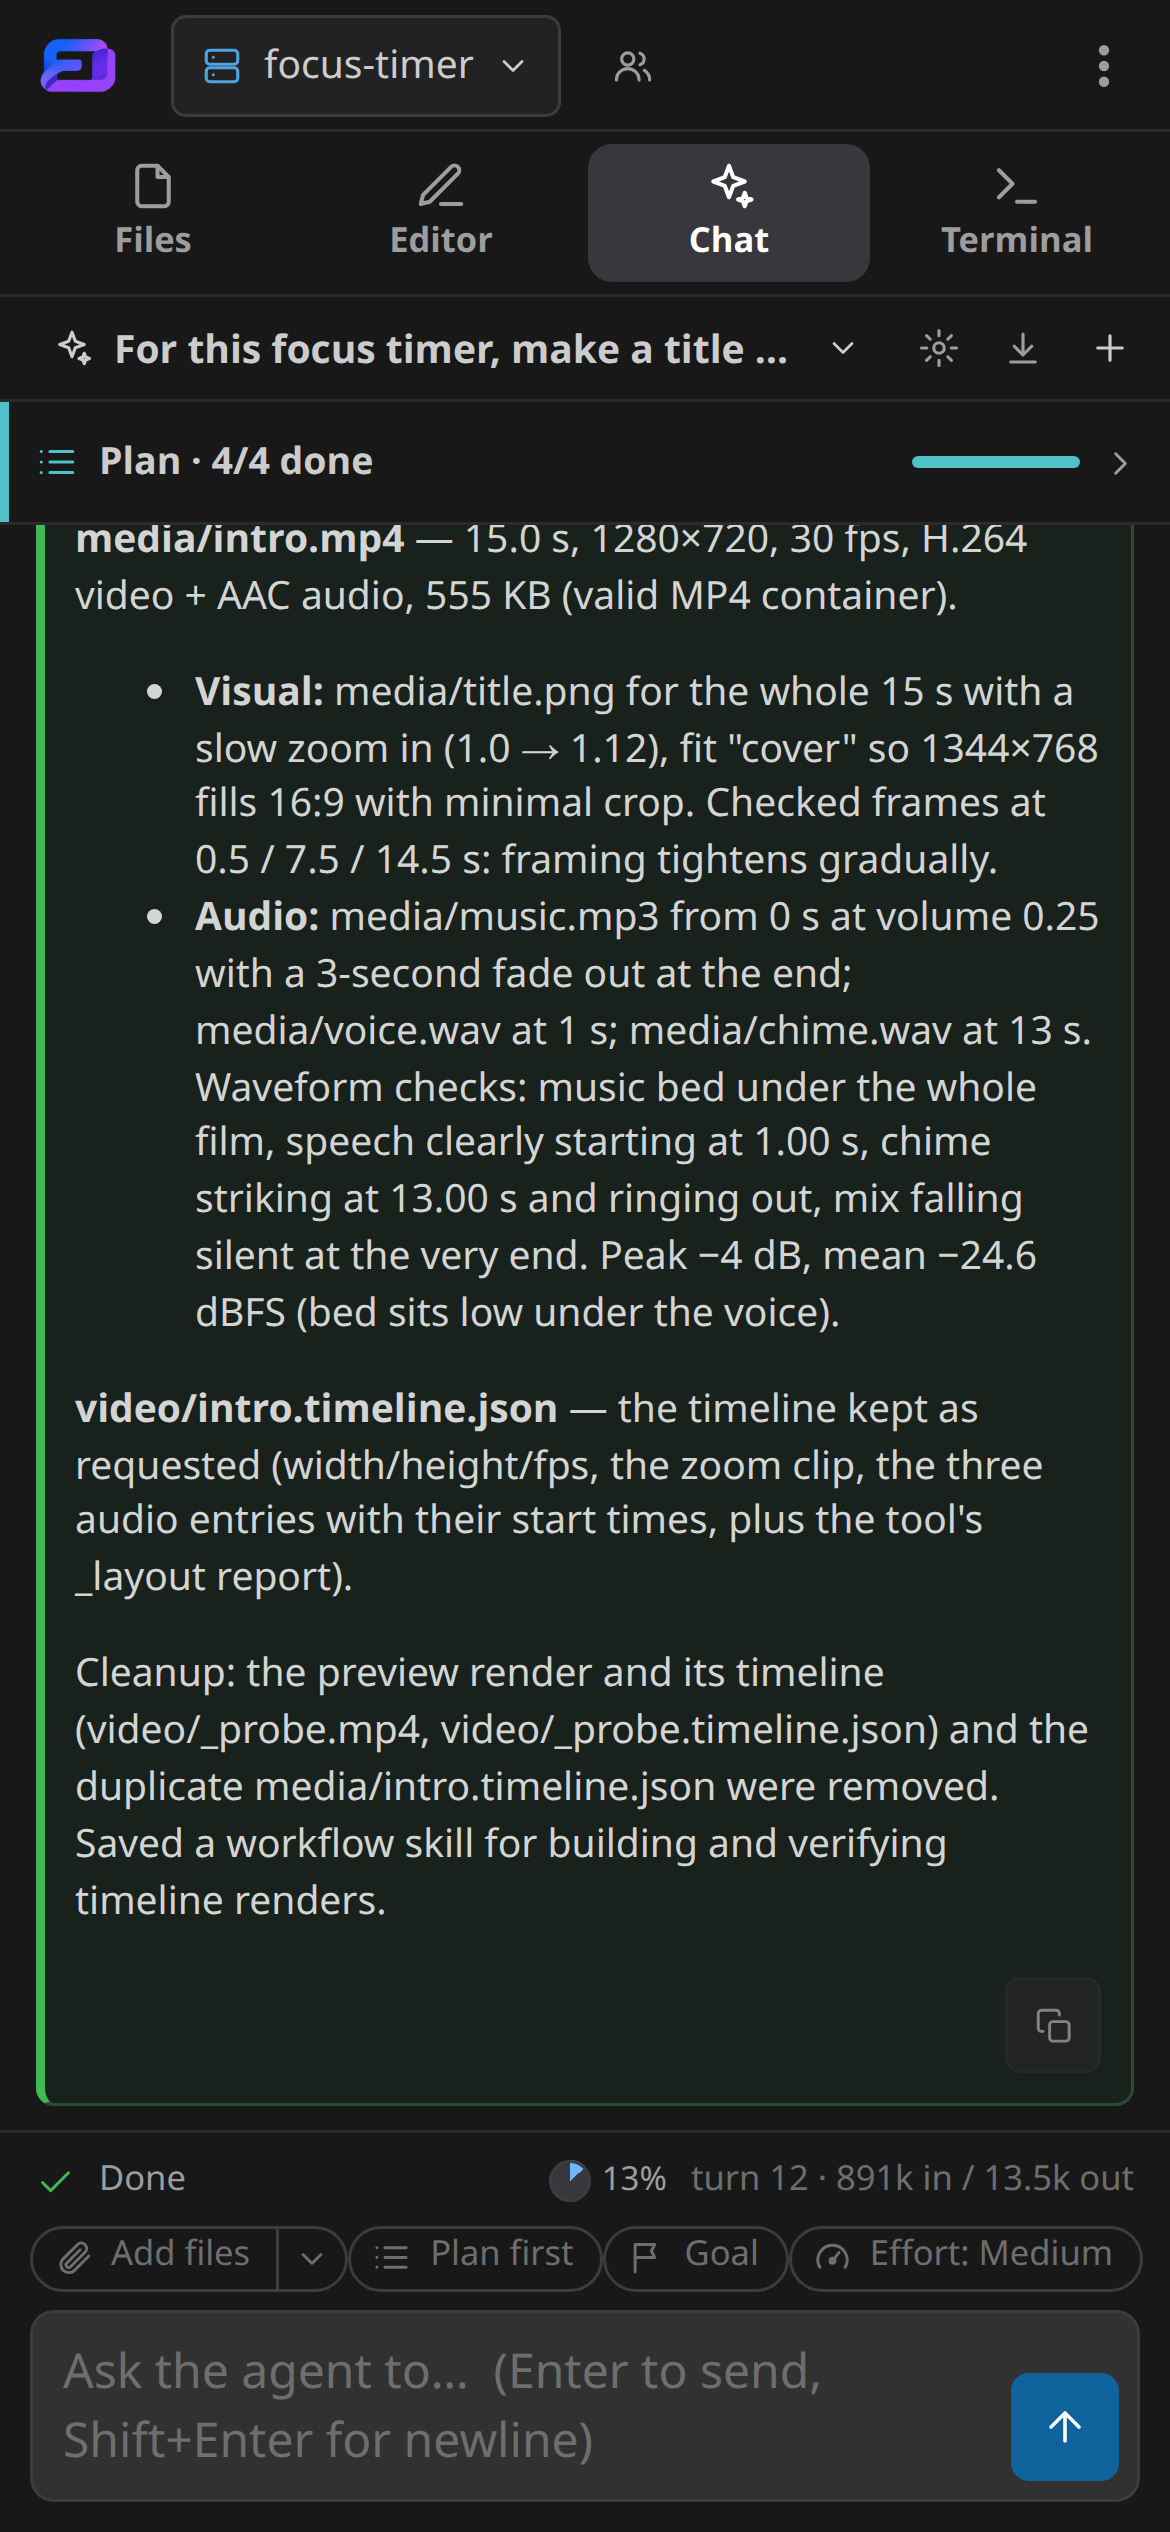 focus-timer
Files
Editor
Chat
Terminal
For this focus timer, make a title ...
Plan · 4/4 done
media/intro.mp4 — 15.0 s, 1280×720, 30 fps, H.264
video + AAC audio, 555 KB (valid MP4 container).
• Visual: media/title.png for the whole 15 s with a
slow zoom in (1.0 → 1.12), fit "cover" so 1344×768
fills 16:9 with minimal crop. Checked frames at
0.5 / 7.5 / 14.5 s: framing tightens gradually.
• Audio: media/music.mp3 from 0 s at volume 0.25
with a 3-second fade out at the end;
media/voice.wav at 1 s; media/chime.wav at 13 s.
Waveform checks: music bed under the whole
film, speech clearly starting at 1.00 s, chime
striking at 13.00 s and ringing out, mix falling
silent at the very end. Peak −4 dB, mean −24.6
dBFS (bed sits low under the voice).
video/intro.timeline.json — the timeline kept as
requested (width/height/fps, the zoom clip, the three
audio entries with their start times, plus the tool's
_layout report).
Cleanup: the preview render and its timeline
(video/_probe.mp4, video/_probe.timeline.json) and the
duplicate media/intro.timeline.json were removed.
Saved a workflow skill for building and verifying
timeline renders.
Done
13%
turn 12 · 891k in / 13.5k out
Add files
Plan first
Goal
Effort: Medium
Ask the agent to... (Enter to send,
Shift+Enter for newline)